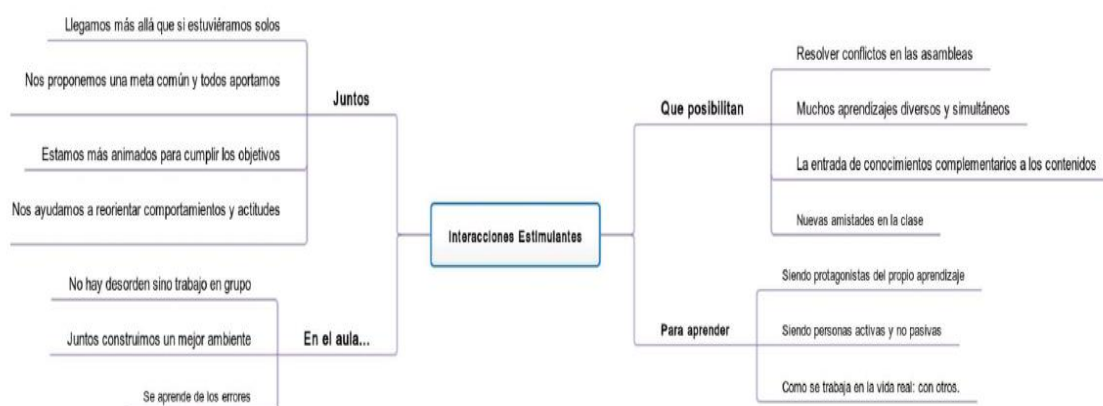 Llegamos más allá que si estuviéramos solos
Nos proponemos una meta común y todos aportamos
Juntos
Estamos más animados para cumplir los objetivos
Nos ayudamos a reorientar comportamientos y actitudes
No hay desorden sino trabajo en grupo
Juntos construimos un mejor ambiente
En el aula...
Se aprende de los errores
Interacciones Estimulantes
Resolver conflictos en las asambleas
Que posibilitan
Muchos aprendizajes diversos y simultáneos
La entrada de conocimientos complementarios a los contenidos
Nuevas amistades en la clase
Siendo protagonistas del propio aprendizaje
Para aprender
Siendo personas activas y no pasivas
Como se trabaja en la vida real: con otros.